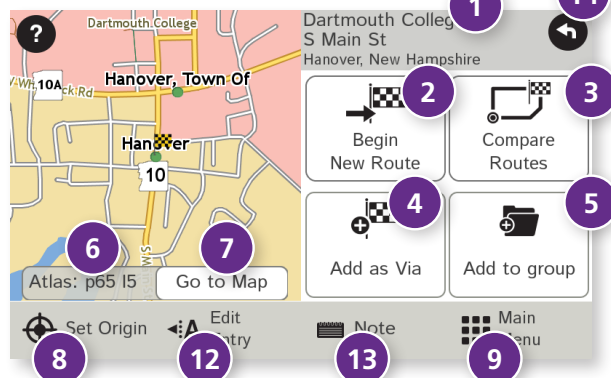 1
?
Dartmouth College
Dartmouth
S Main St
Hanover, New Hampshire
10A
Rd
Hanover, Town Of
10
S M
2
Begin
New Route
3
Compare
Routes
4
Add as Via
5
Add to group
6
Atlas: p65 I5
7
Go to Map
Set Origin
8
Edit
12
Note
13
Main
9